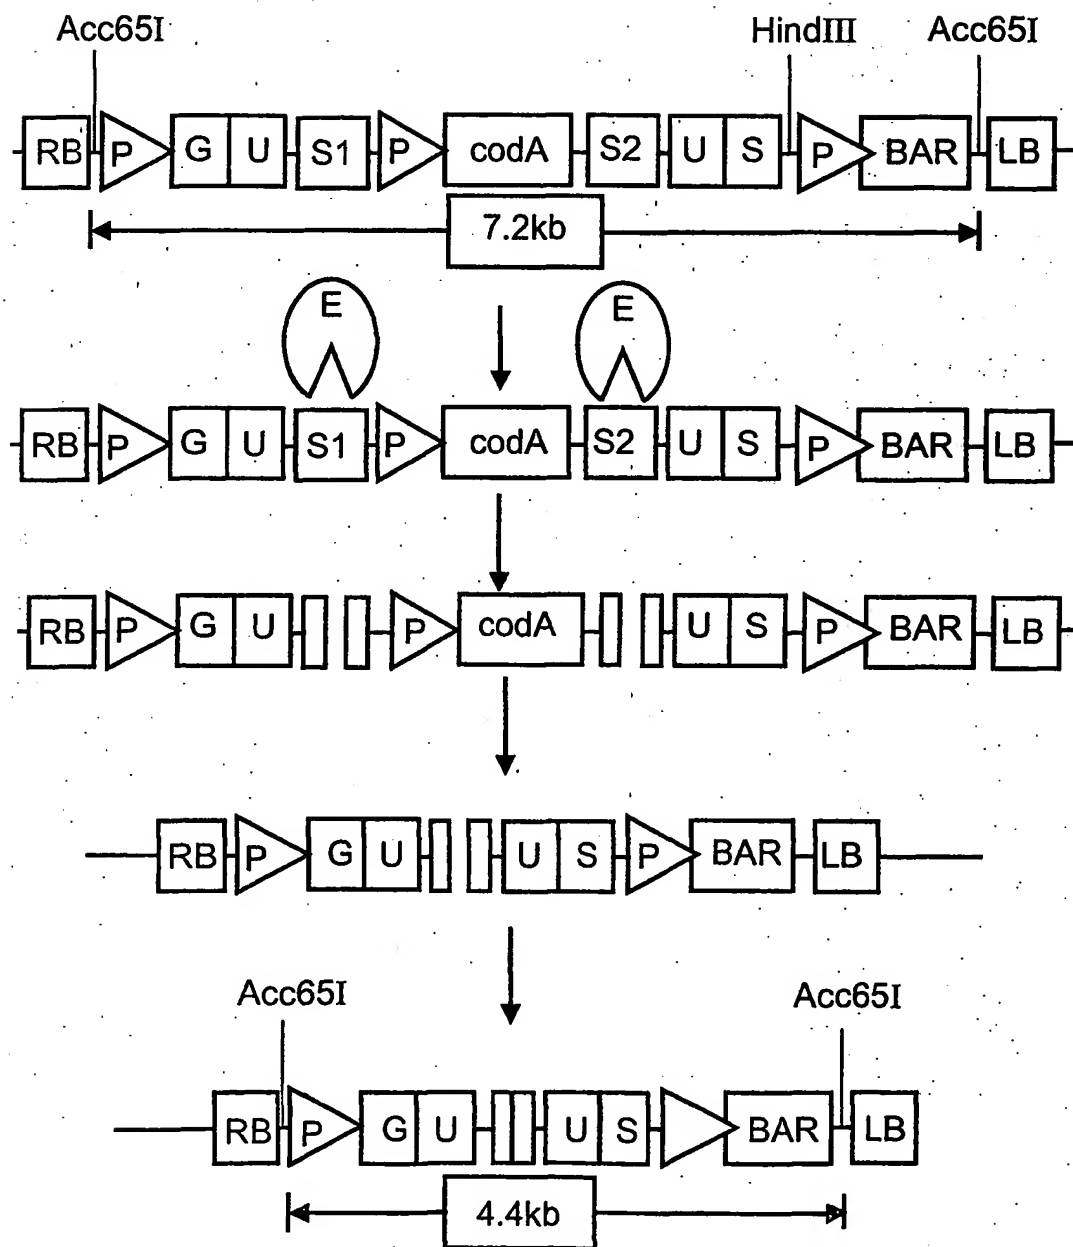 Acc65I HindIII Acc65I
RB P G U S1 P codA S2 U S P BAR LB
7.2kb
E E
RB P G U S1 P codA S2 U S P BAR LB
RB P G U P codA U S P BAR LB
RB P G U U S P BAR LB
Acc65I Acc65I
RB P G U U S BAR LB
4.4kb